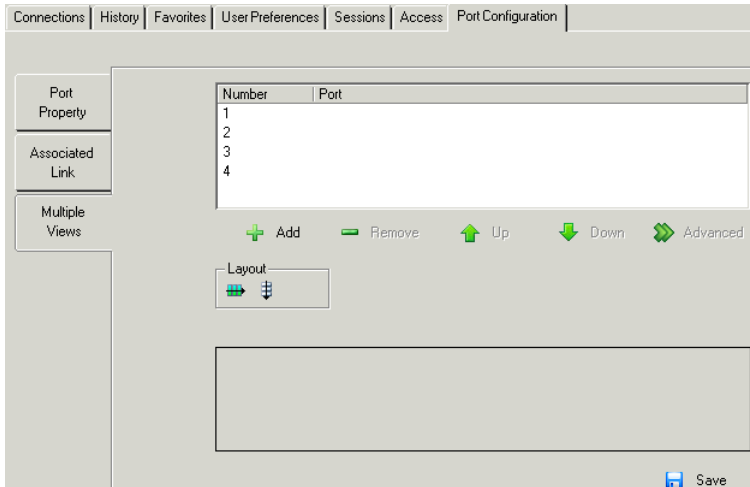 Connections History Favorites User Preferences Sessions Access Port Configuration
Port
Property
Associated
Link
Multiple
Views
Number Port
1
2
3
4
Add Remove Up Down Advanced
Layout
Save